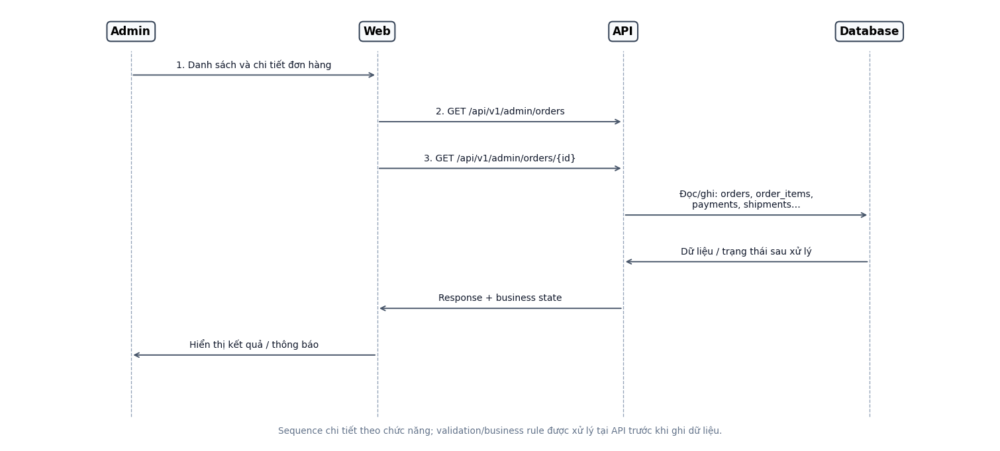 Admin
Web
API
Database
1. Danh sách và chi tiết đơn hàng
2. GET /api/v1/admin/orders
3. GET /api/v1/admin/orders/{id}
Đọc/ghi: orders, order_items,
payments, shipments...
Dữ liệu / trạng thái sau xử lý
Response + business state
Hiển thị kết quả / thông báo
Sequence chi tiết theo chức năng; validation/business rule được xử lý tại API trước khi ghi dữ liệu.